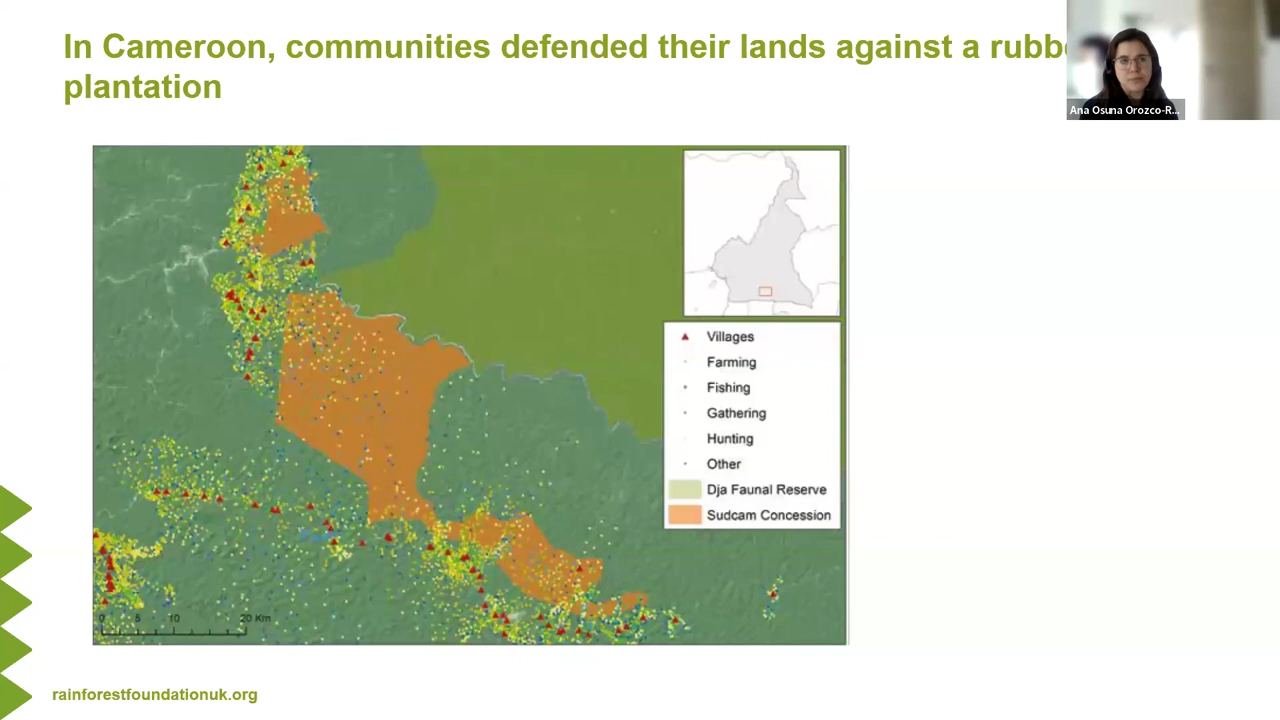 In Cameroon, communities defended their lands against a rubbe
plantation
Ana Osuna Orozco-R...
Villages
Farming
Fishing
Gathering
Hunting
Other
Dja Faunal Reserve
Sudcam Concession
0 5 10 20 Km
rainforestfoundationuk.org